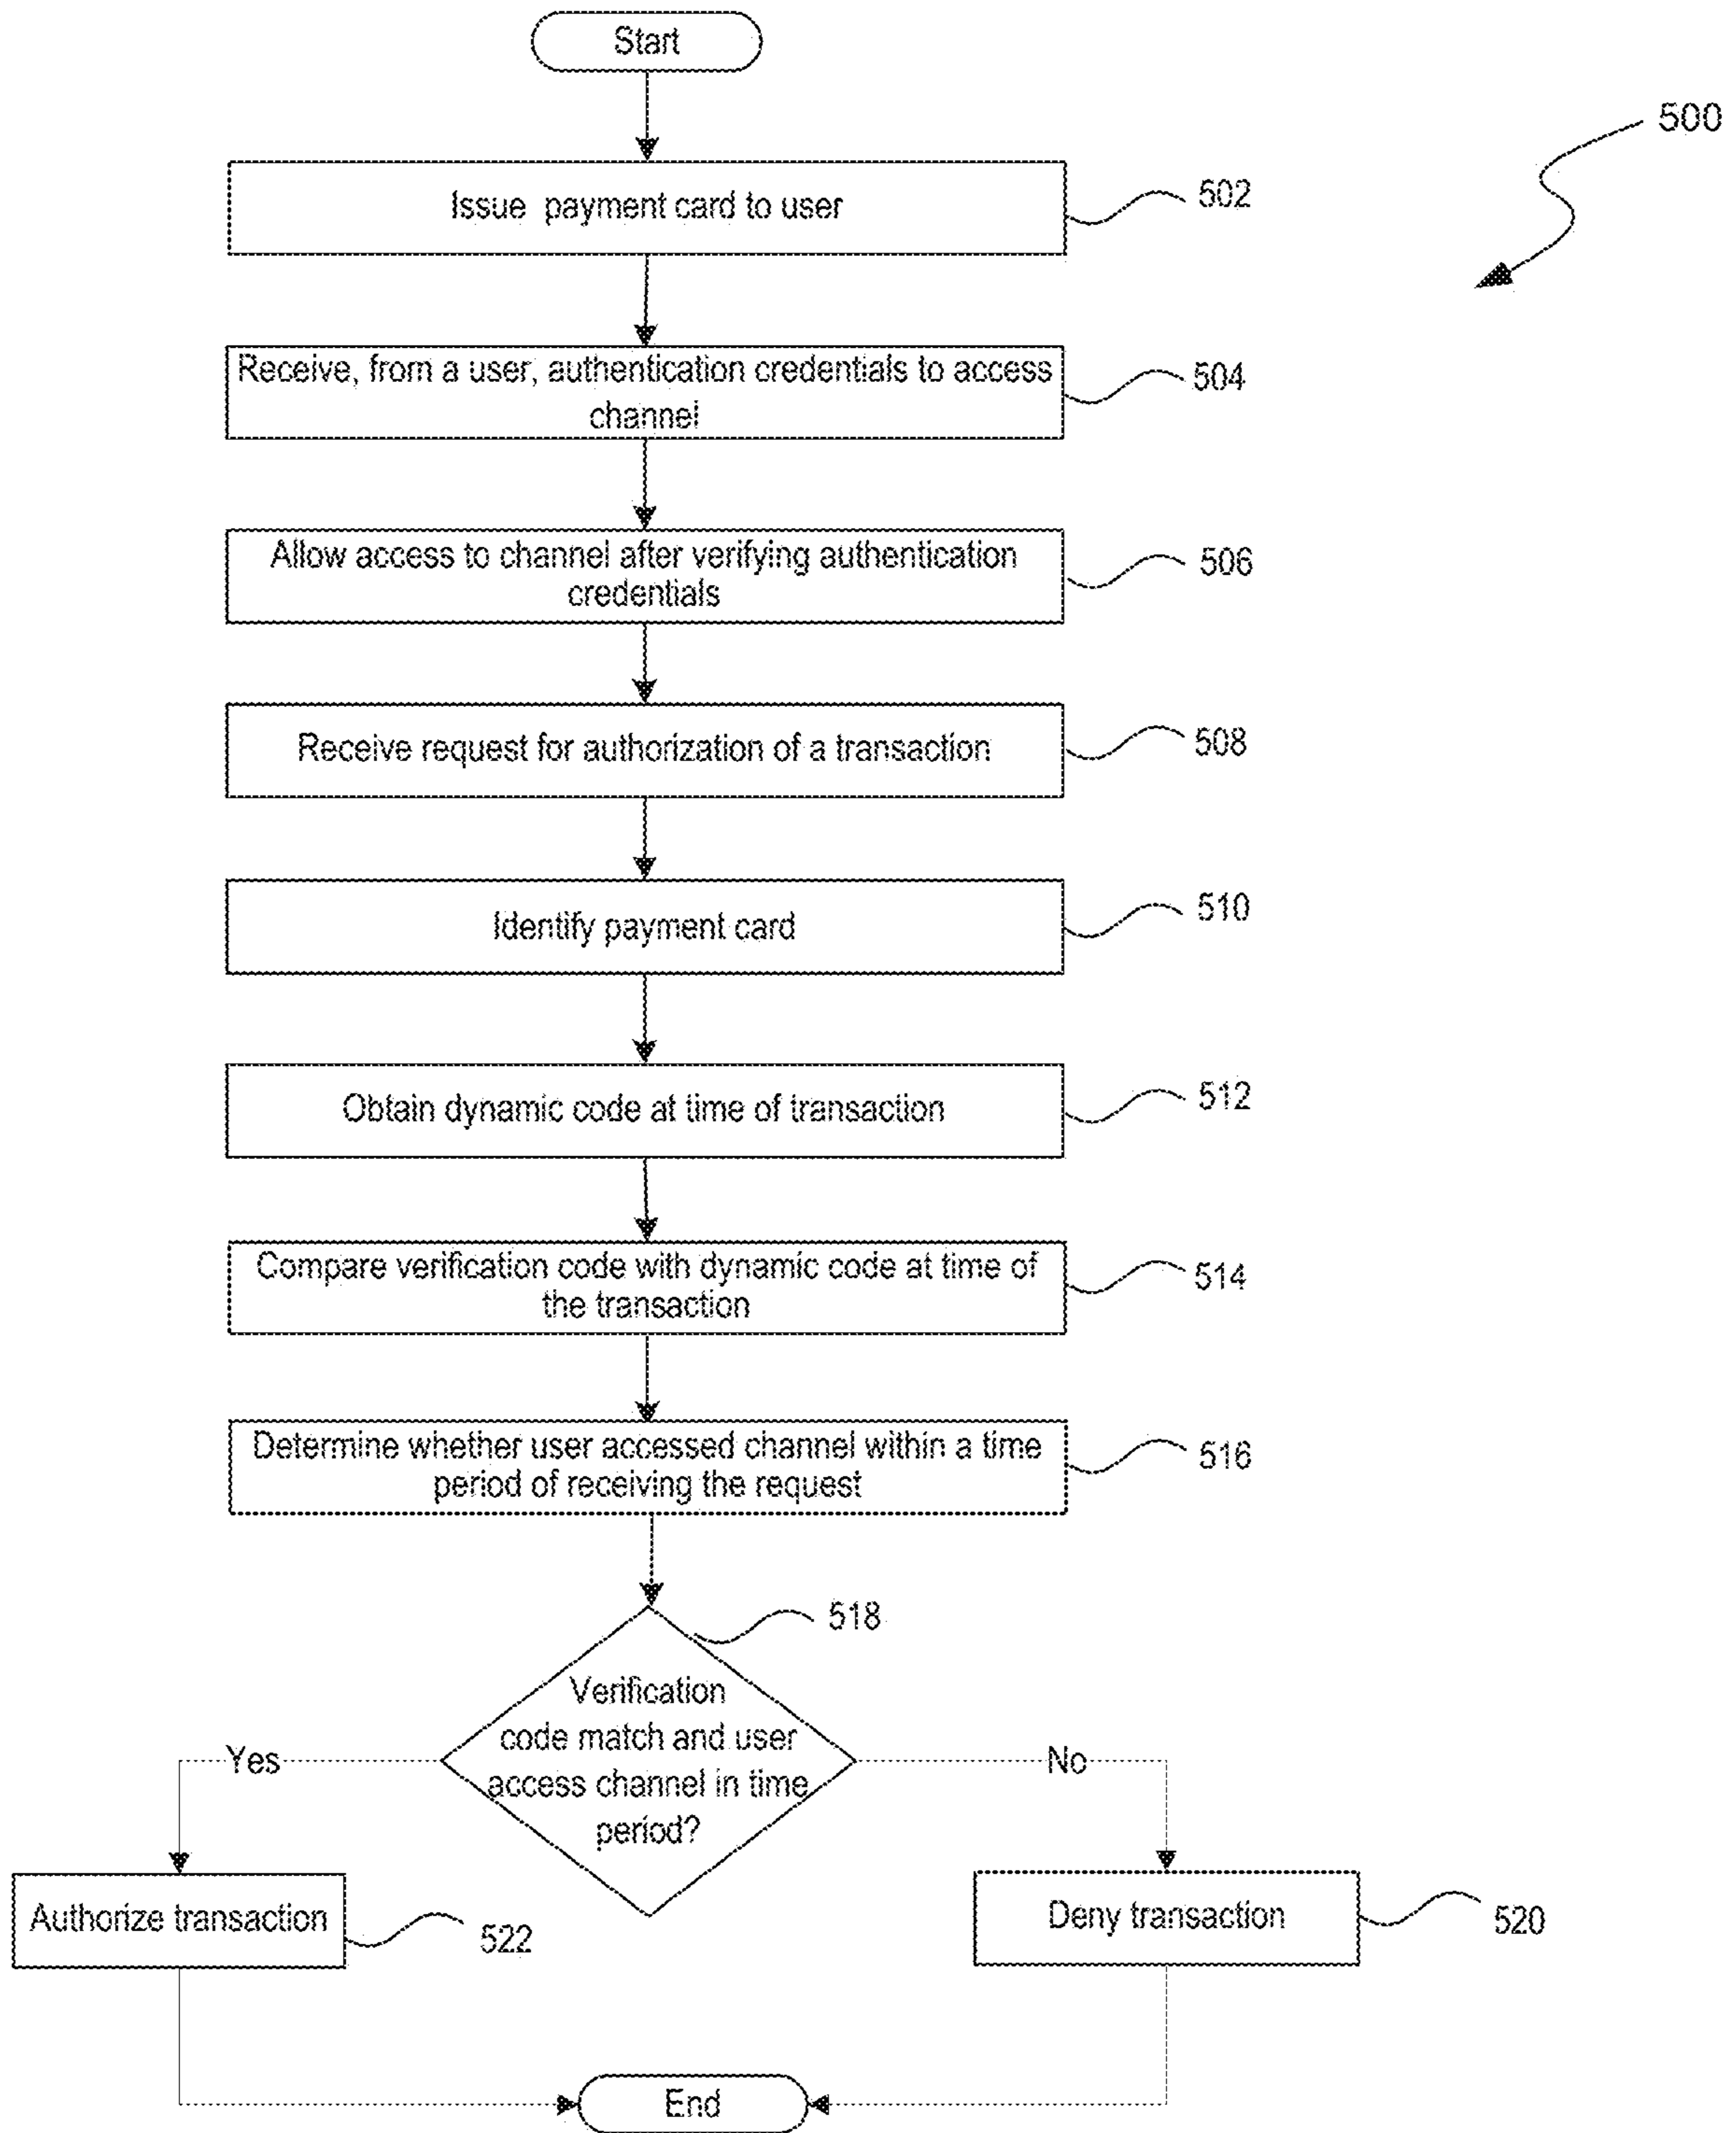 Start
500
Issue payment card to user
502
Receive, from a user, authentication credentials to access
channel
504
Allow access to channel after verifying authentication
credentials
506
Receive request for authorization of a transaction
508
Identify payment card
510
Obtain dynamic code at time of transaction
512
Compare verification code with dynamic code at time of
the transaction
514
Determine whether user accessed channel within a time
period of receiving the request
516
518
Verification
code match and user
access channel in time
period?
Yes
No
Authorize transaction
522
Deny transaction
520
End